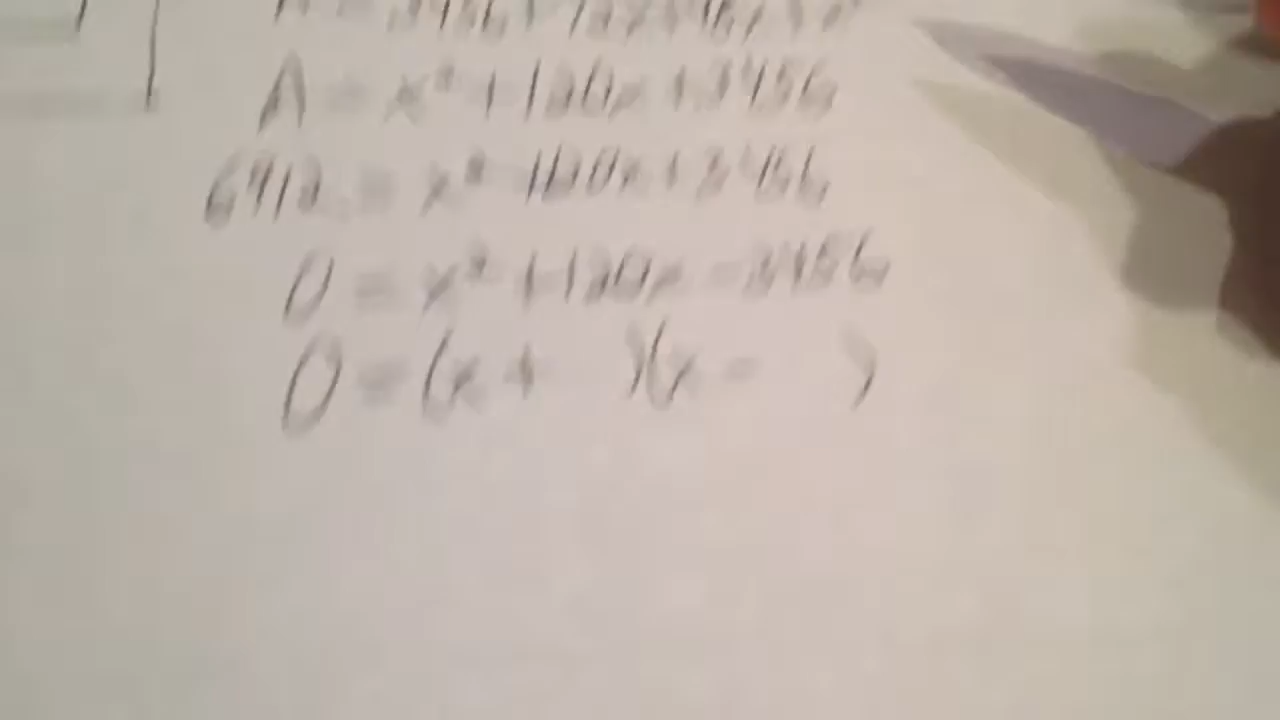 A = x² + 120x + 3456
6912 = x² + 120x + 3456
0 = x² + 120x - 3456
0 = (x + )(x - )